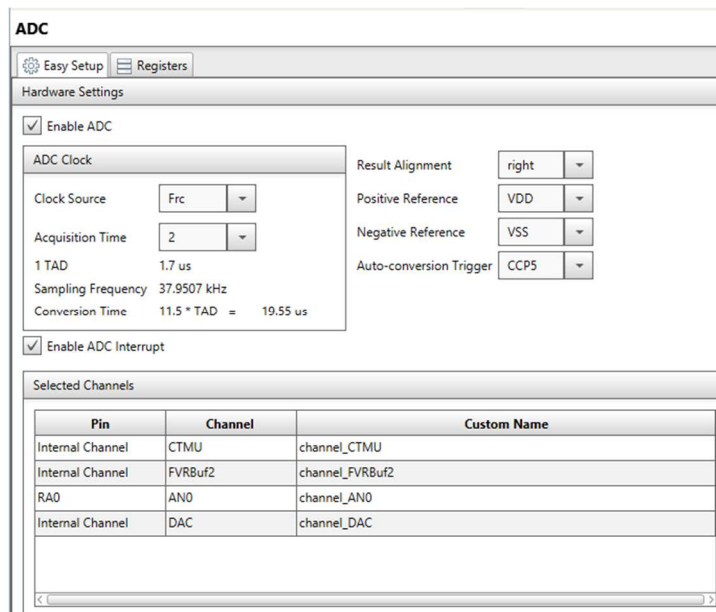 ADC
Easy Setup Registers
Hardware Settings
Enable ADC
ADC Clock
Clock Source Frc
Acquisition Time 2
1 TAD 1.7 us
Sampling Frequency 37.9507 kHz
Conversion Time 11.5 * TAD = 19.55 us
Result Alignment right
Positive Reference VDD
Negative Reference VSS
Auto-conversion Trigger CCP5
Enable ADC Interrupt
Selected Channels
Pin Channel Custom Name
Internal Channel CTMU channel_CTMU
Internal Channel FVRBuf2 channel_FVRBuf2
RA0 AN0 channel_AN0
Internal Channel DAC channel_DAC